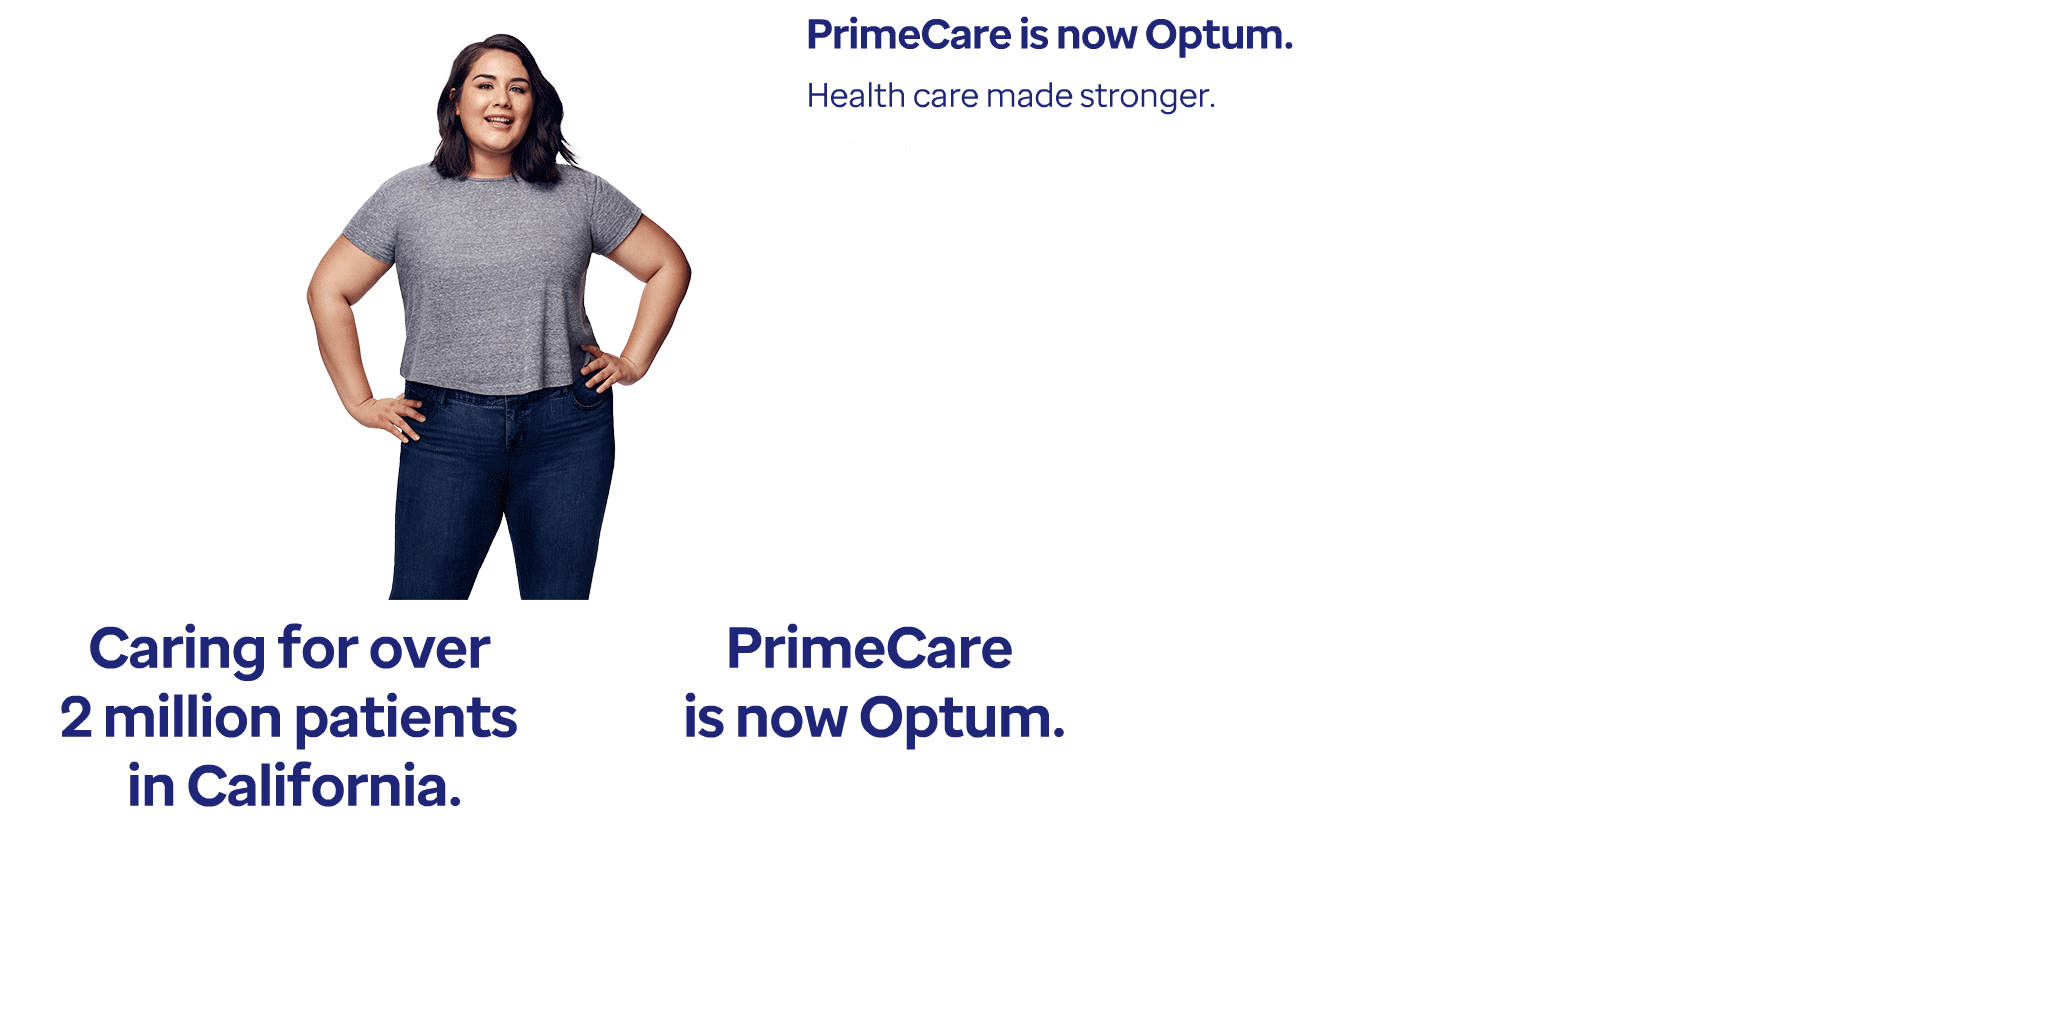 PrimeCare is now Optum.
Health care made stronger.
Caring for over
2 million patients
in California.
PrimeCare
is now Optum.